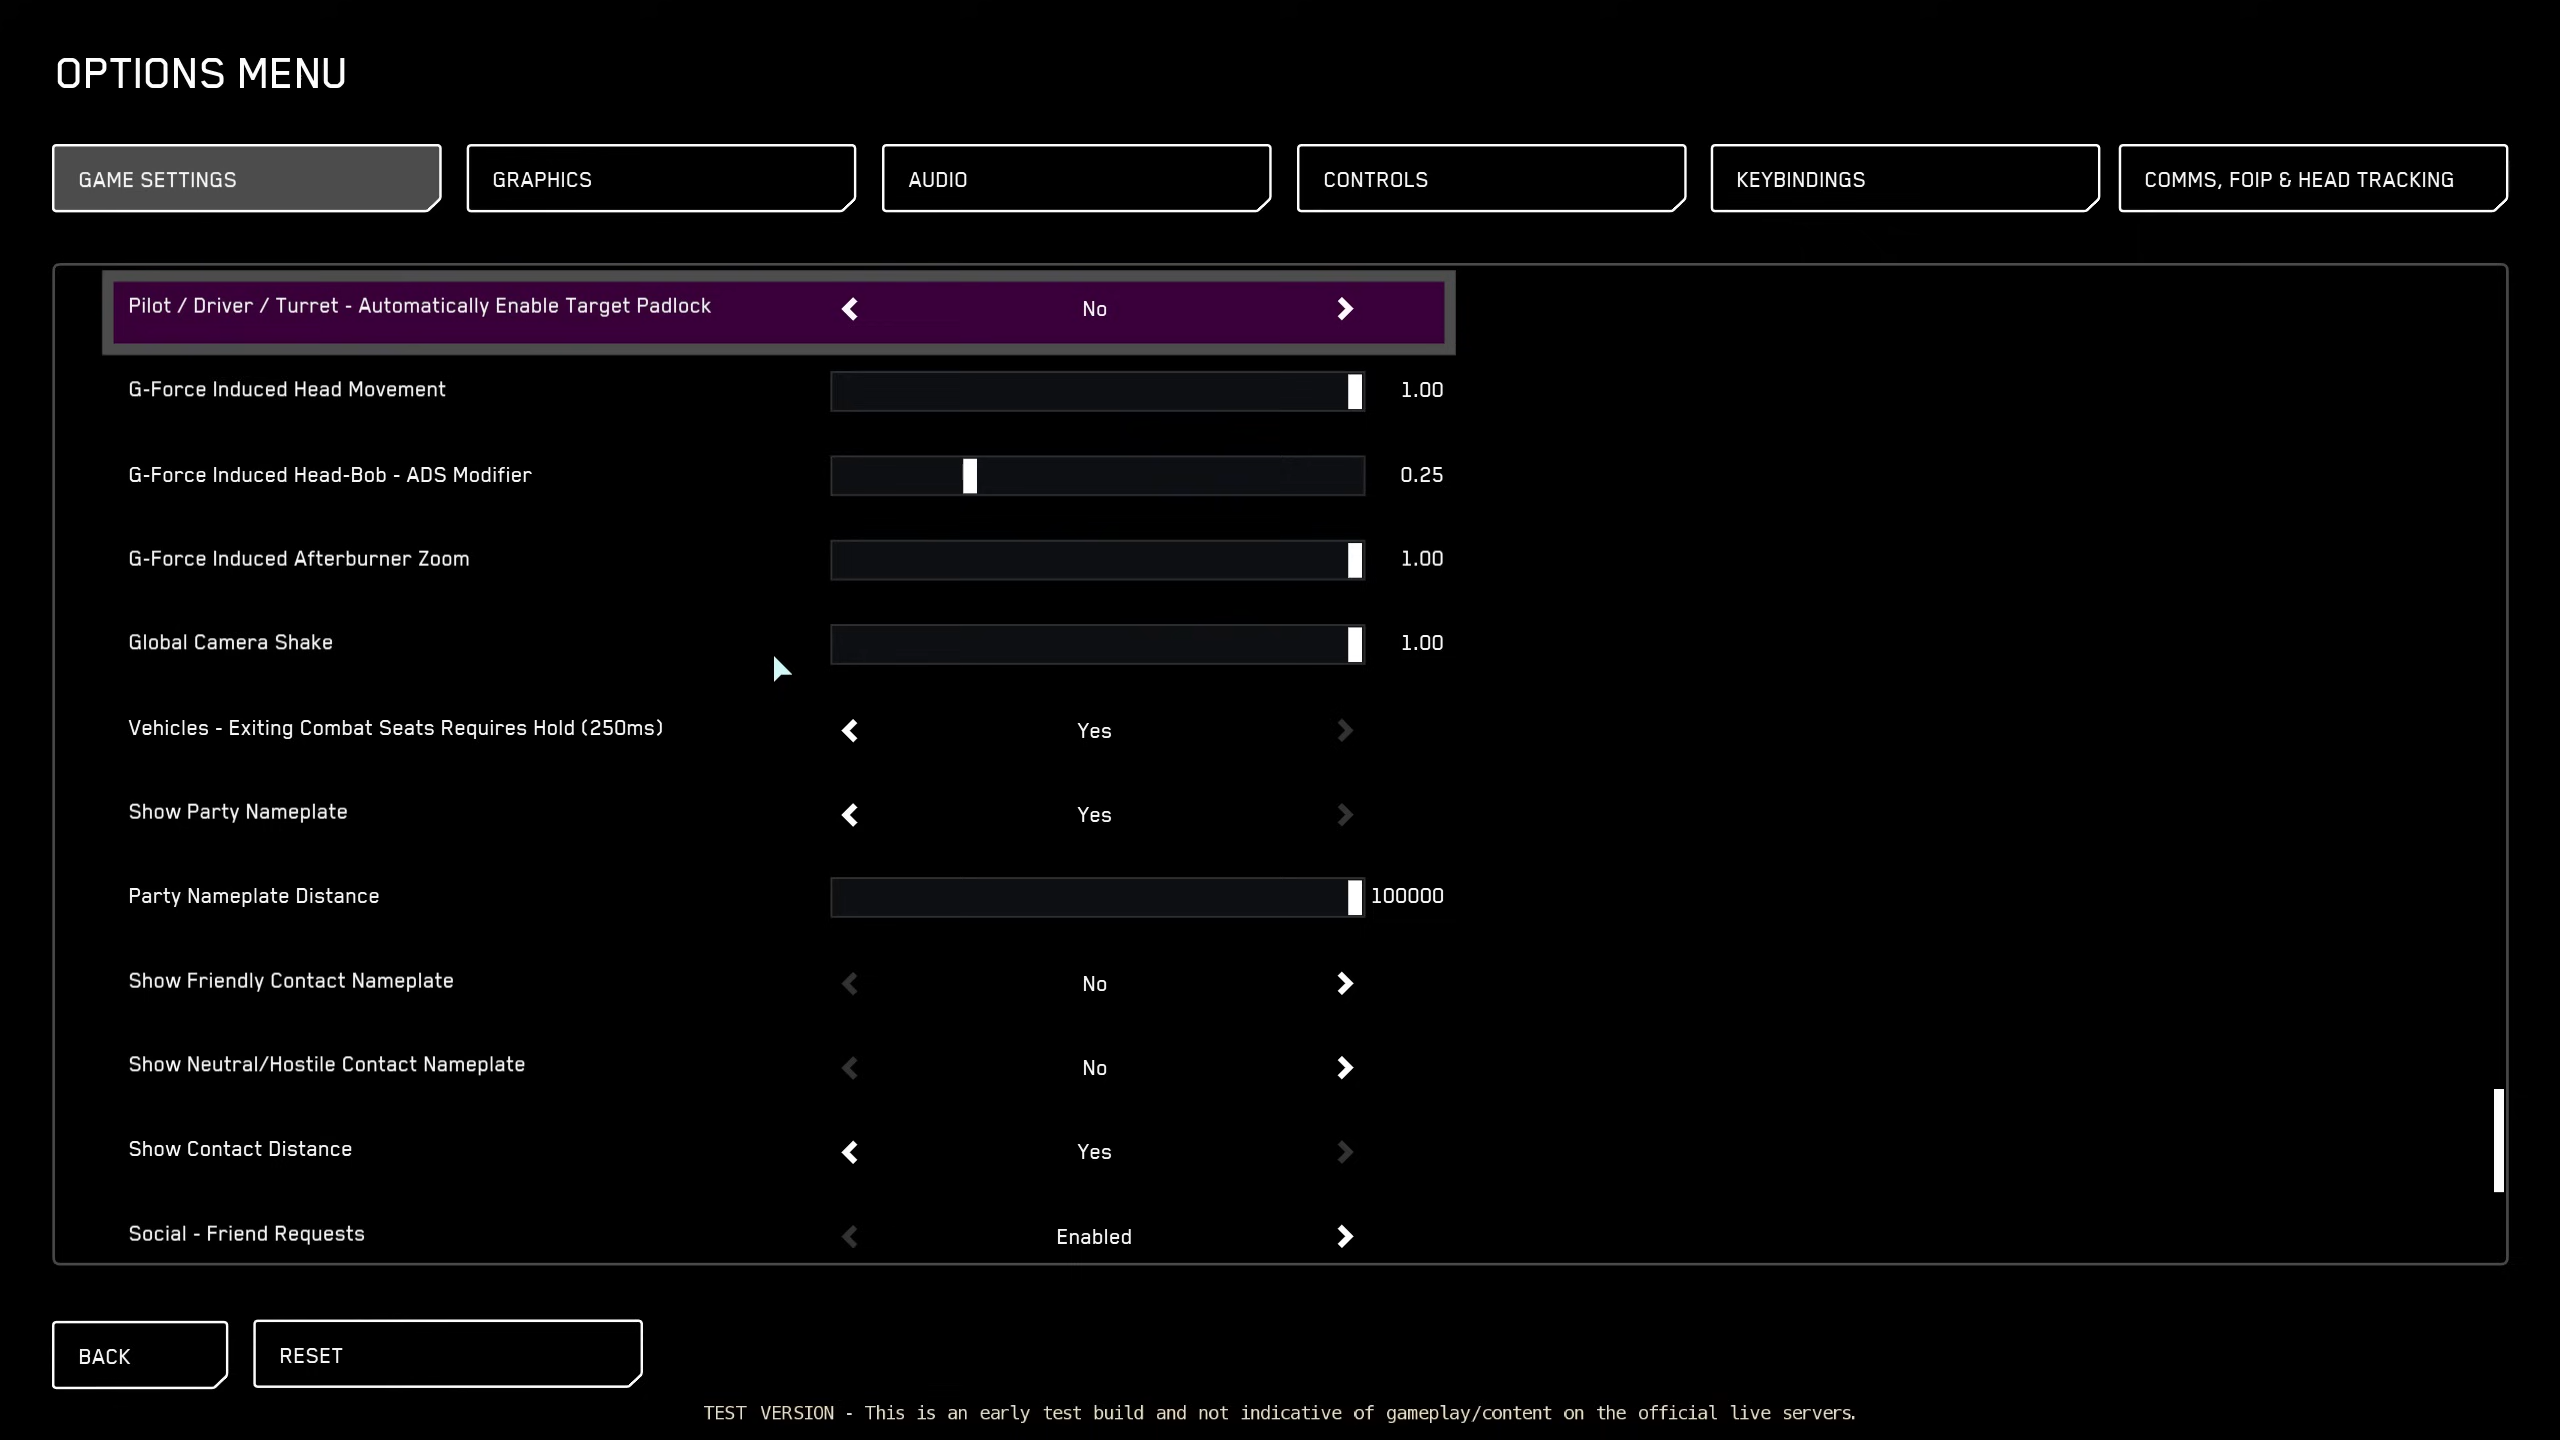 OPTIONS MENU
GAME SETTINGS
GRAPHICS
AUDIO
CONTROLS
KEYBINDINGS
COMMS, FOIP & HEAD TRACKING
Pilot / Driver / Turret - Automatically Enable Target Padlock No
G-Force Induced Head Movement 1.00
G-Force Induced Head-Bob - ADS Modifier 0.25
G-Force Induced Afterburner Zoom 1.00
Global Camera Shake 1.00
Vehicles - Exiting Combat Seats Requires Hold (250ms) Yes
Show Party Nameplate Yes
Party Nameplate Distance 100000
Show Friendly Contact Nameplate No
Show Neutral/Hostile Contact Nameplate No
Show Contact Distance Yes
Social - Friend Requests Enabled
BACK
RESET
TEST VERSION - This is an early test build and not indicative of gameplay/content on the official live servers.